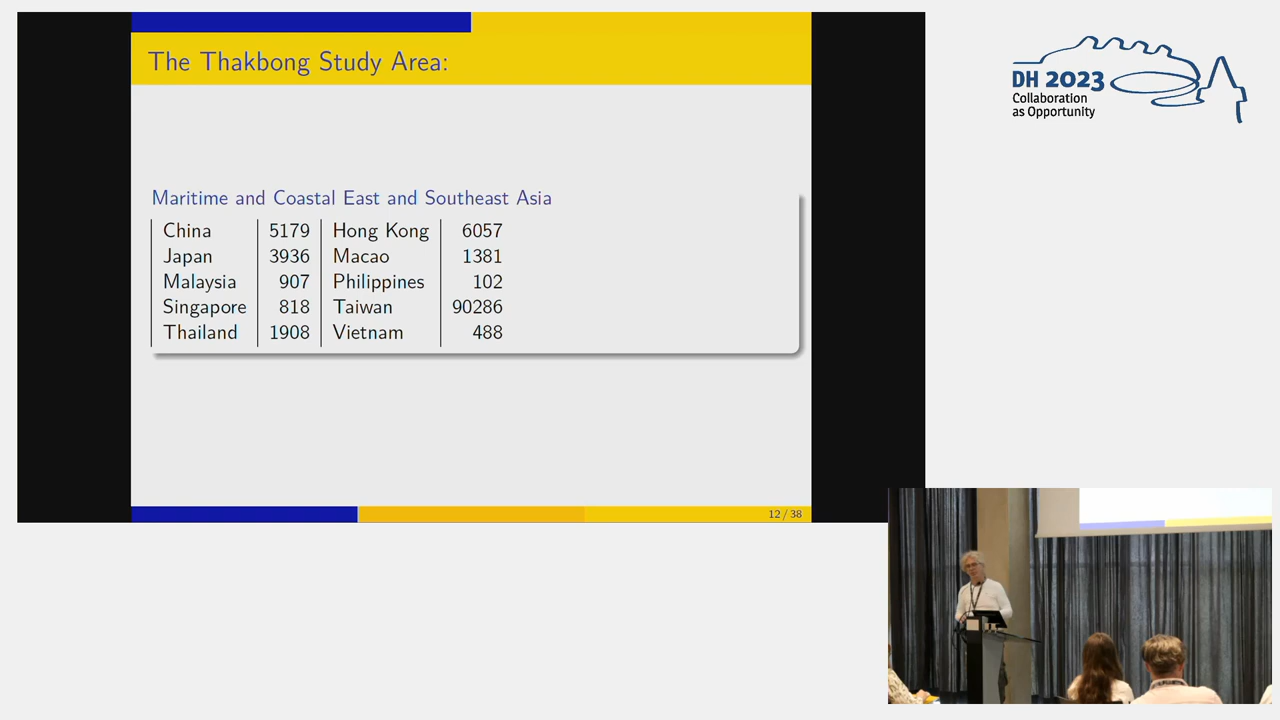 The Thakbong Study Area:
Maritime and Coastal East and Southeast Asia
China 5179 Hong Kong 6057
Japan 3936 Macao 1381
Malaysia 907 Philippines 102
Singapore 818 Taiwan 90286
Thailand 1908 Vietnam 488
12 / 38
DH 2023
Collaboration
as Opportunity